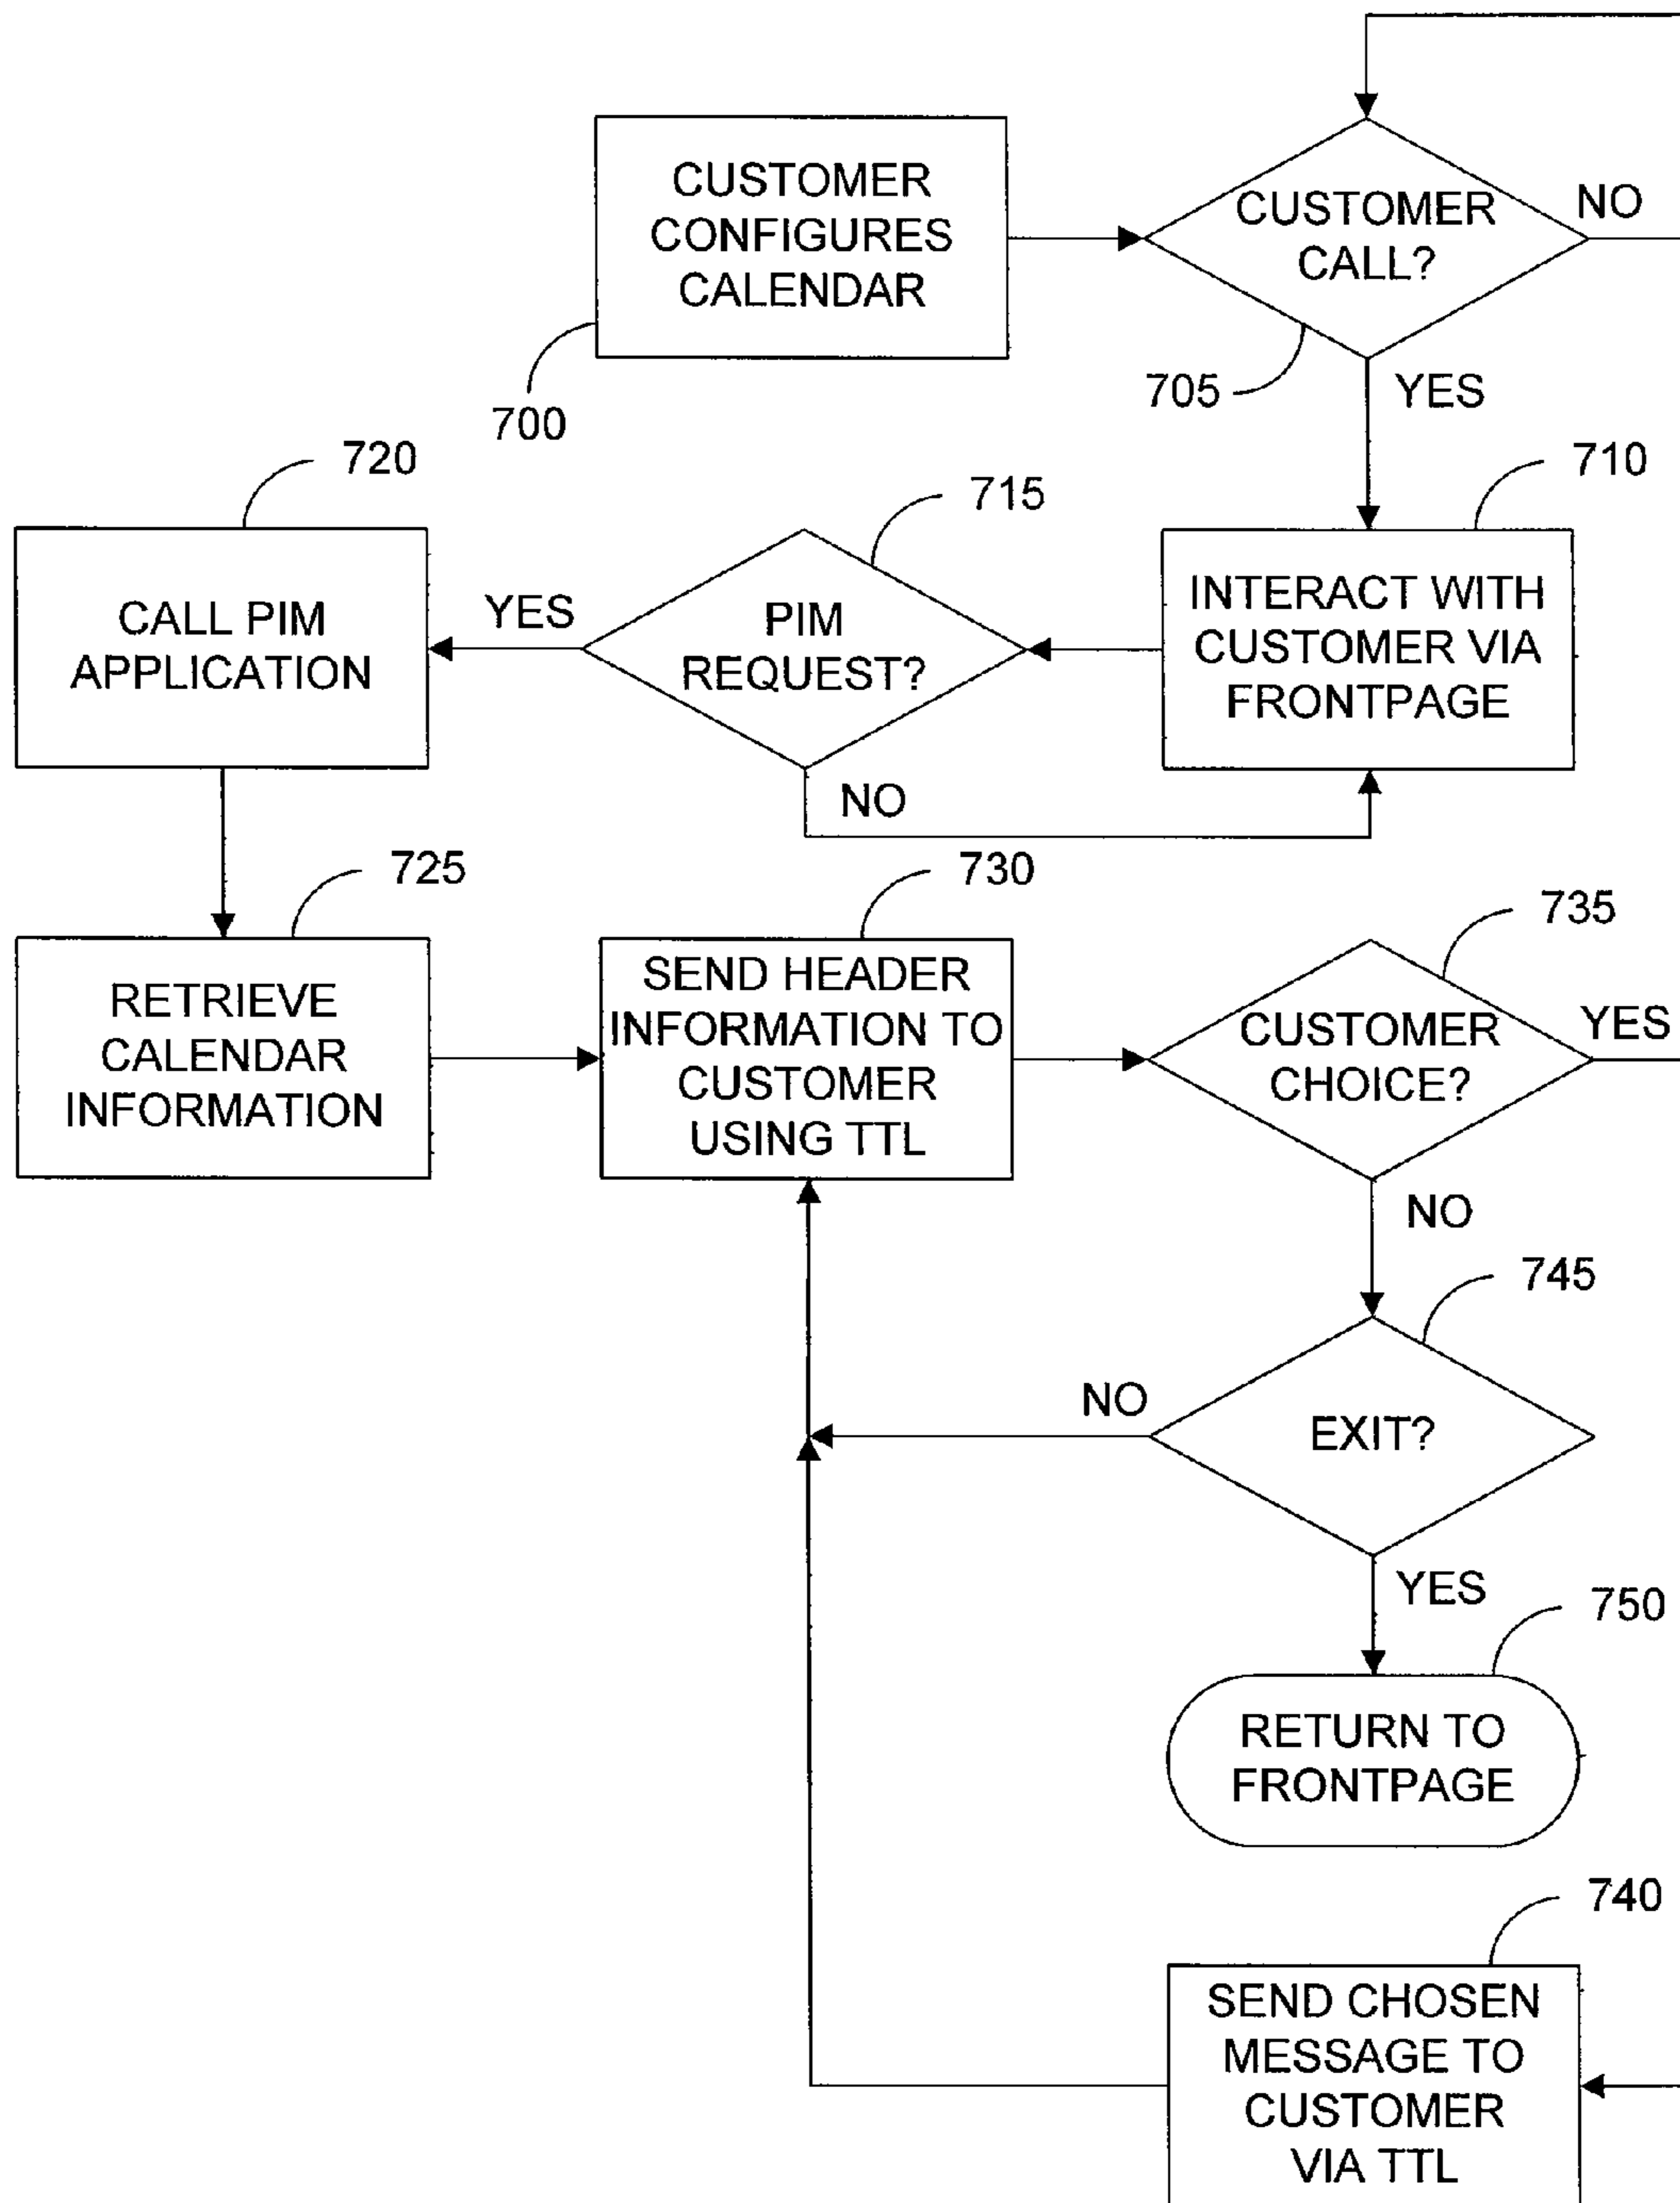 CUSTOMER
CONFIGURES
CALENDAR
700
CUSTOMER
CALL?
NO
705
YES
720
CALL PIM
APPLICATION
YES
715
PIM
REQUEST?
NO
710
INTERACT WITH
CUSTOMER VIA
FRONTPAGE
725
RETRIEVE
CALENDAR
INFORMATION
730
SEND HEADER
INFORMATION TO
CUSTOMER
USING TTL
735
CUSTOMER
CHOICE?
YES
NO
745
EXIT?
NO
YES
750
RETURN TO
FRONTPAGE
740
SEND CHOSEN
MESSAGE TO
CUSTOMER
VIA TTL